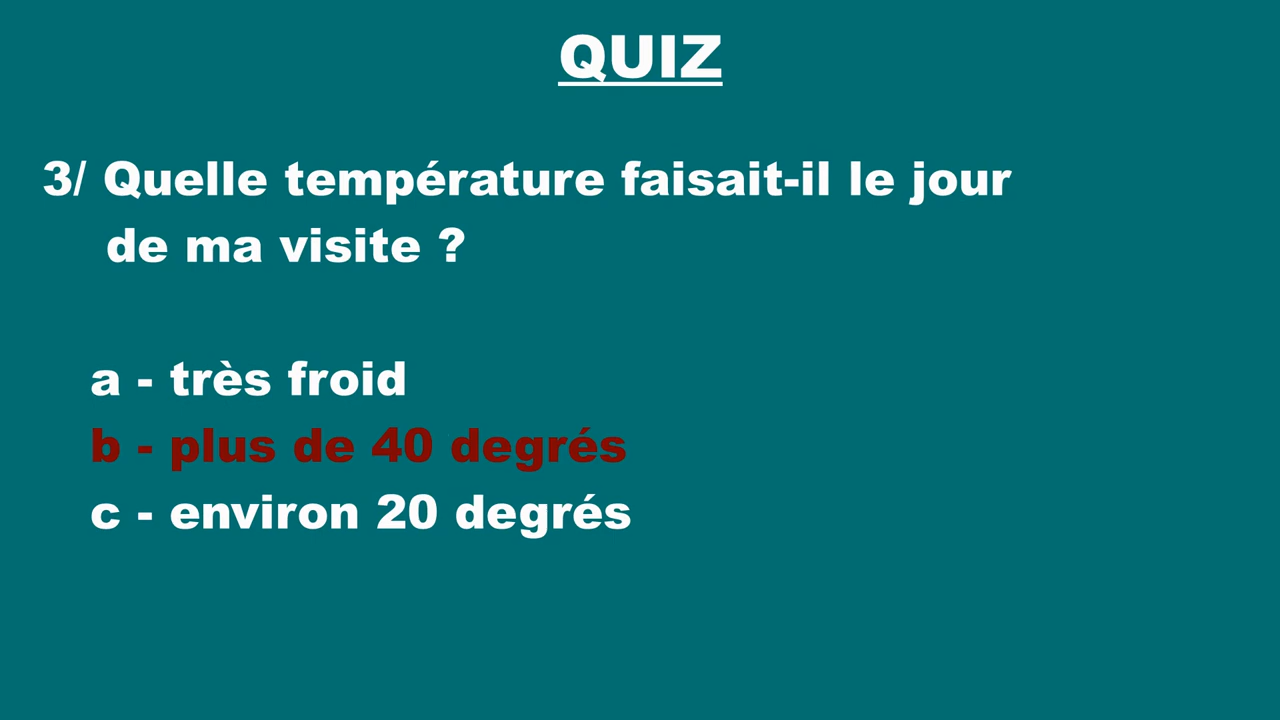 QUIZ
3/ Quelle température faisait-il le jour
de ma visite ?
a - très froid
b - plus de 40 degrés
c - environ 20 degrés